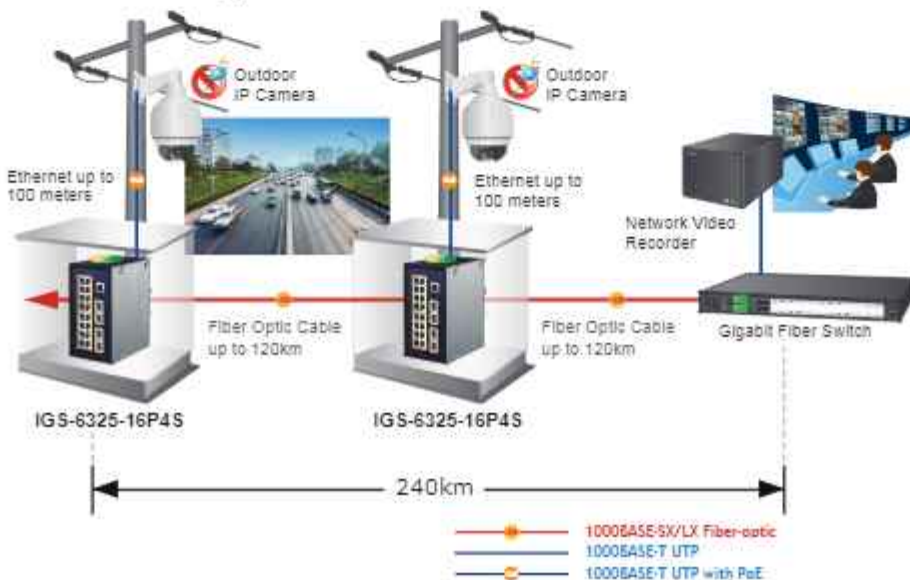 Outdoor
IP Camera
Outdoor
IP Camera
Ethernet up to
100 meters
Ethernet up to
100 meters
Network Video
Recorder
Fiber Optic Cable
up to 120km
Fiber Optic Cable
up to 120km
Gigabit Fiber Switch
IGS-6325-16P4S
IGS-6325-16P4S
240km
1000BASE-SX/LX Fiber-optic
1000BASE-T UTP
1000BASE-T UTP with PoE